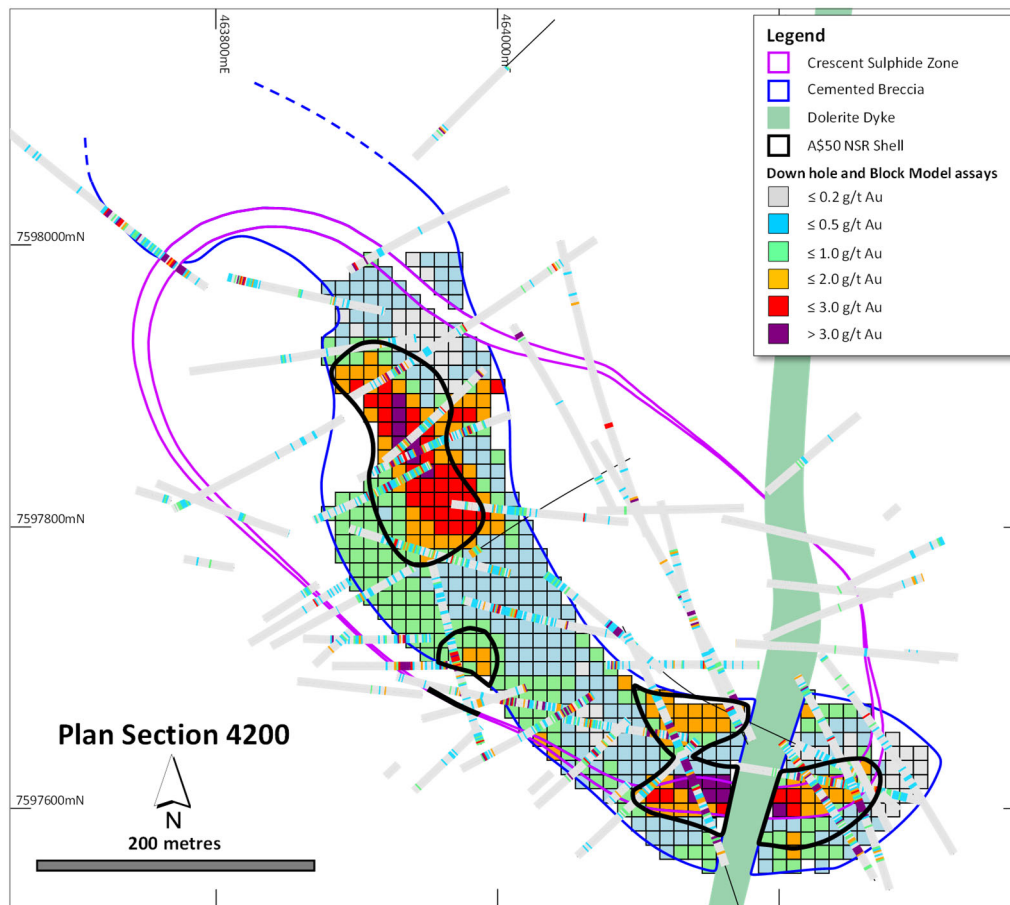 463800mE
464000mE
Legend
Crescent Sulphide Zone
Cemented Breccia
Dolerite Dyke
A$50 NSR Shell
Down hole and Block Model assays
≤ 0.2 g/t Au
≤ 0.5 g/t Au
≤ 1.0 g/t Au
≤ 2.0 g/t Au
≤ 3.0 g/t Au
> 3.0 g/t Au
7598000mN
7597800mN
Plan Section 4200
7597600mN
N
200 metres